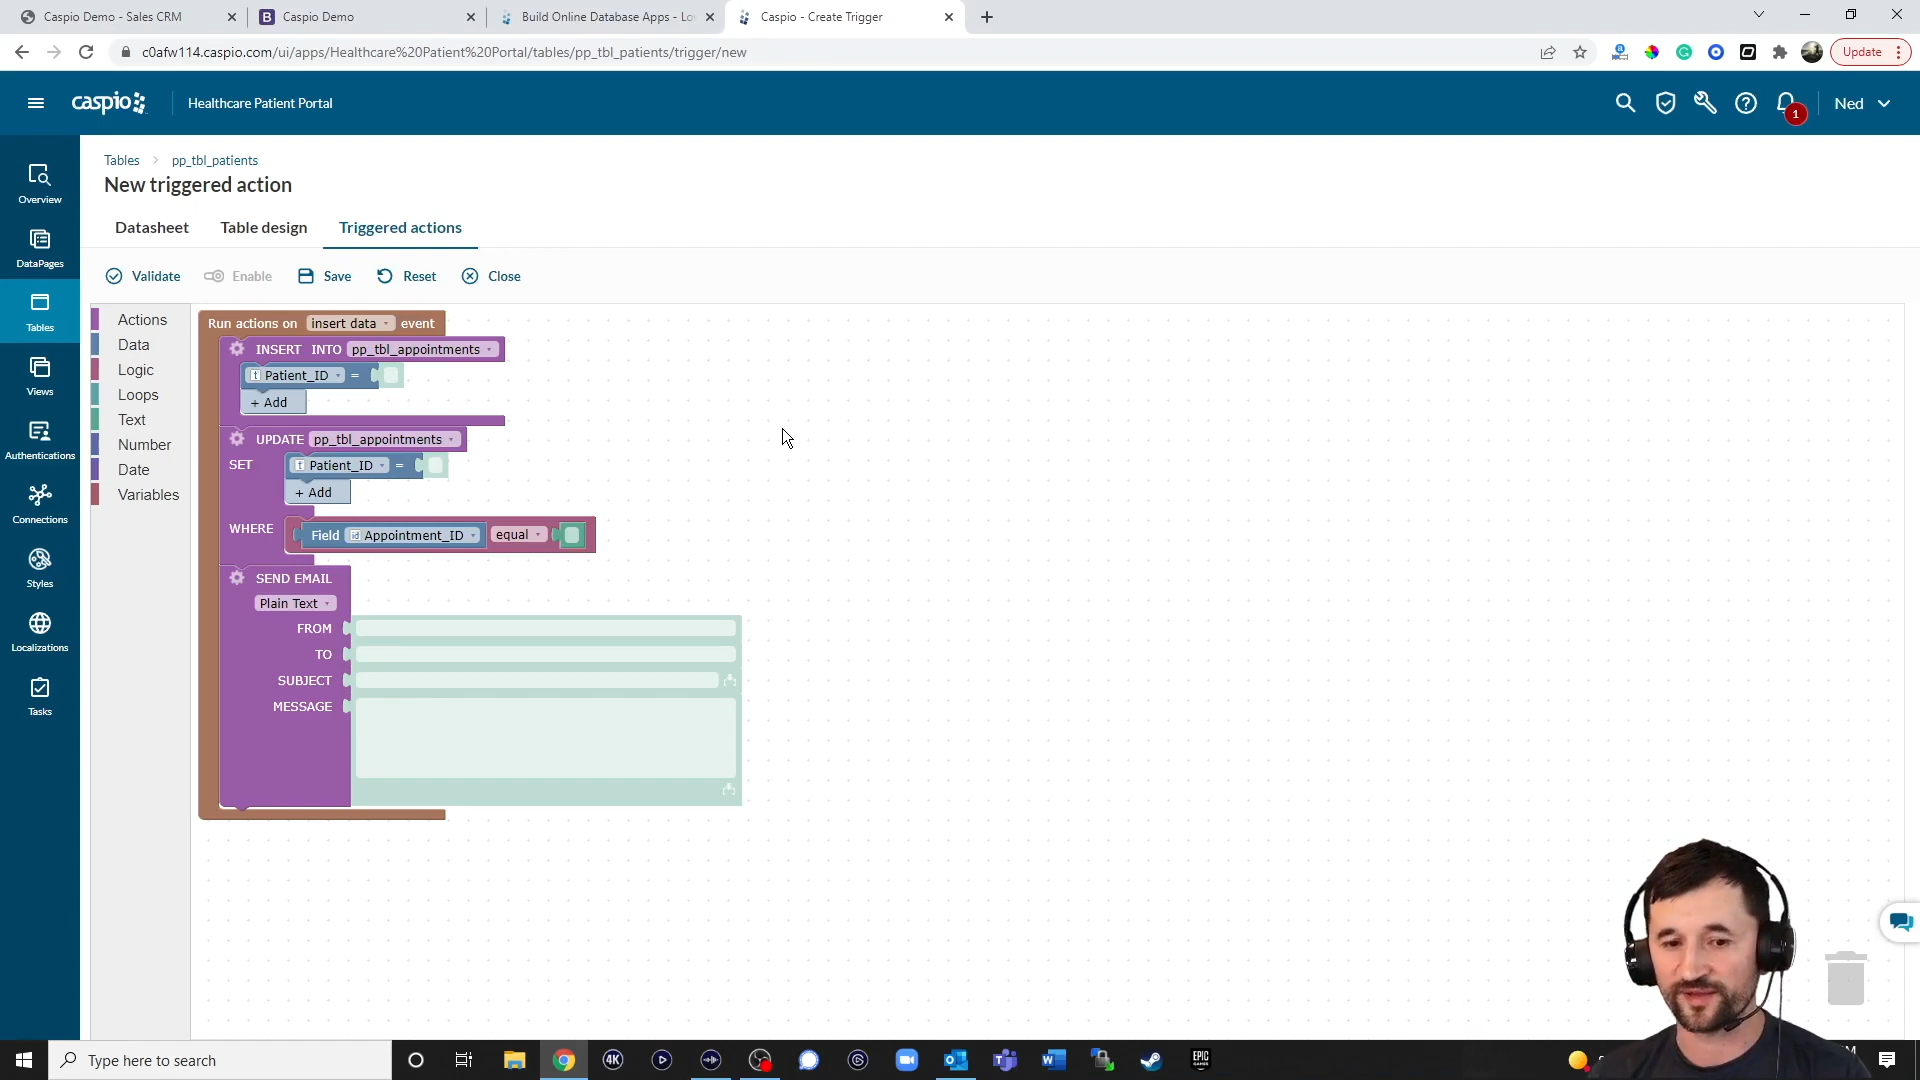 Caspio Demo - Sales CRM
B Caspio Demo
Build Online Database Apps - Lo
Caspio - Create Trigger
c0afw114.caspio.com/ui/apps/Healthcare%20Patient%20Portal/tables/pp_tbl_patients/trigger/new
Update
caspio
Healthcare Patient Portal
1
Ned
Overview
DataPages
Tables
Views
Authentications
Connections
Styles
Localizations
Tasks
Tables > pp_tbl_patients
New triggered action
Datasheet
Table design
Triggered actions
Validate
Enable
Save
Reset
Close
Actions
Data
Logic
Loops
Text
Number
Date
Variables
Run actions on insert data event
INSERT INTO pp_tbl_appointments
t Patient_ID =
+ Add
UPDATE pp_tbl_appointments
SET t Patient_ID =
+ Add
WHERE Field id Appointment_ID equal
SEND EMAIL
Plain Text
FROM
TO
SUBJECT
MESSAGE
Type here to search
4K
EPIC GAMES